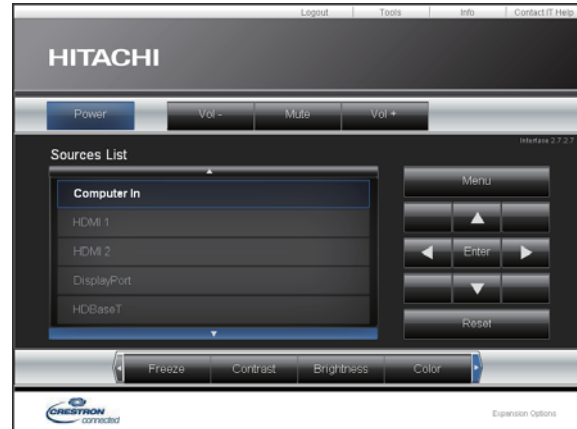 Logout Tools Info Contact IT Help
HITACHI
Power Vol - Mute Vol +
Interface 2.7.2.7
Sources List
Computer In
HDMI 1
HDMI 2
DisplayPort
HDBaseT
Menu
Enter
Reset
Freeze Contrast Brightness Color
CRESTRON
connected
Expansion Options